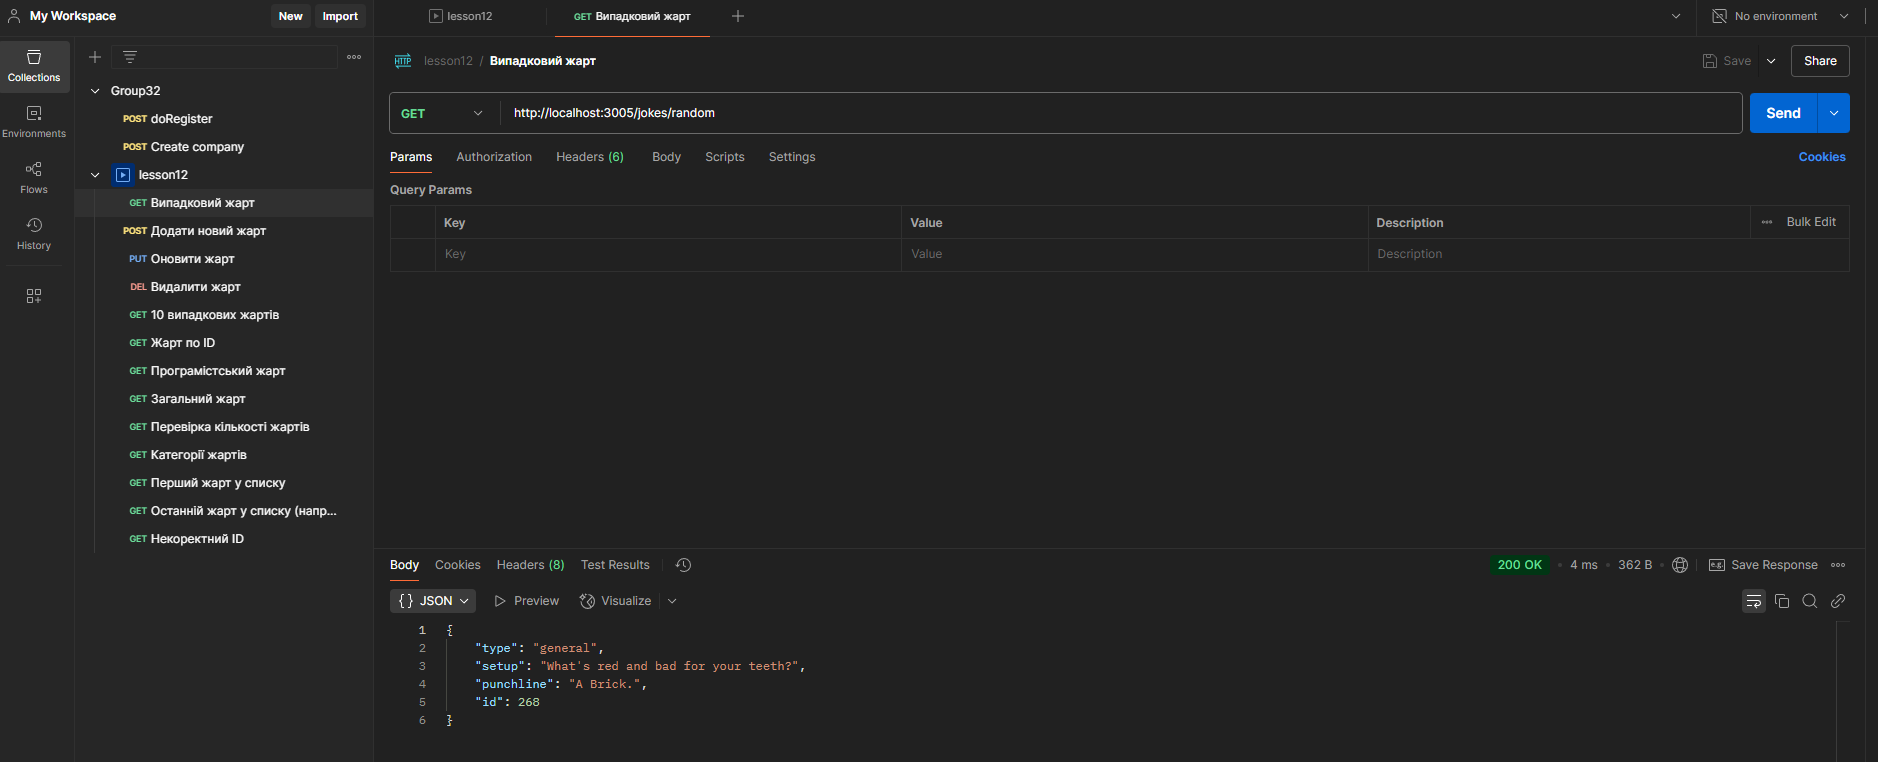 My Workspace
New
Import
lesson12
GET Випадковий жарт
No environment
Collections
Environments
Flows
History
Group32
POST doRegister
POST Create company
lesson12
GET Випадковий жарт
POST Додати новий жарт
PUT Оновити жарт
DEL Видалити жарт
GET 10 випадкових жартів
GET Жарт по ID
GET Програмістський жарт
GET Загальний жарт
GET Перевірка кількості жартів
GET Категорії жартів
GET Перший жарт у списку
GET Останній жарт у списку (напр...
GET Некоректний ID
HTTP lesson12 / Випадковий жарт
Save
Share
GET http://localhost:3005/jokes/random
Send
Params Authorization Headers (6) Body Scripts Settings
Cookies
Query Params
Key Value Description Bulk Edit
Key Value Description
Body Cookies Headers (8) Test Results
200 OK • 4 ms • 362 B • e.g. Save Response
{} JSON Preview Visualize
1 {
2 "type": "general",
3 "setup": "What's red and bad for your teeth?",
4 "punchline": "A Brick.",
5 "id": 268
6 }